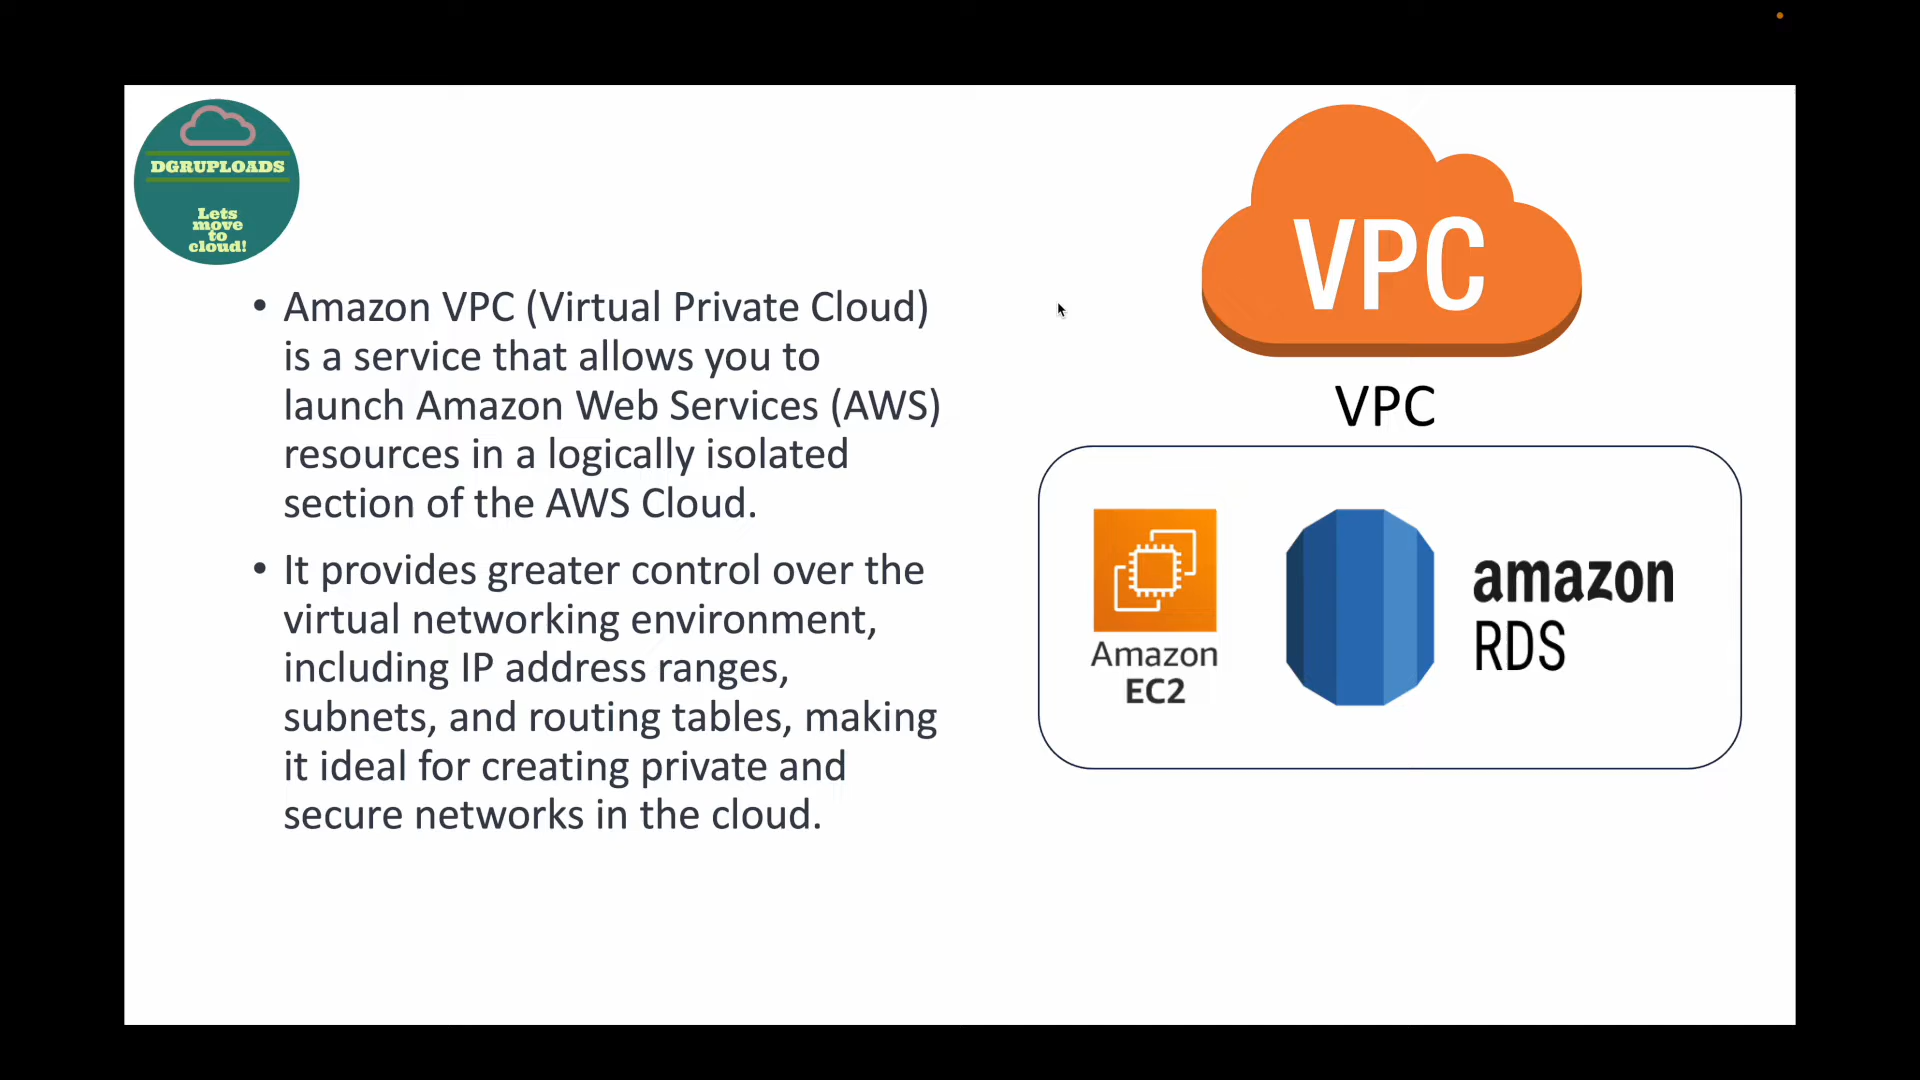 DGRUPLOADS
Lets
move
to
cloud!
• Amazon VPC (Virtual Private Cloud)
is a service that allows you to
launch Amazon Web Services (AWS)
resources in a logically isolated
section of the AWS Cloud.
• It provides greater control over the
virtual networking environment,
including IP address ranges,
subnets, and routing tables, making
it ideal for creating private and
secure networks in the cloud.
VPC
VPC
Amazon
EC2
amazon
RDS